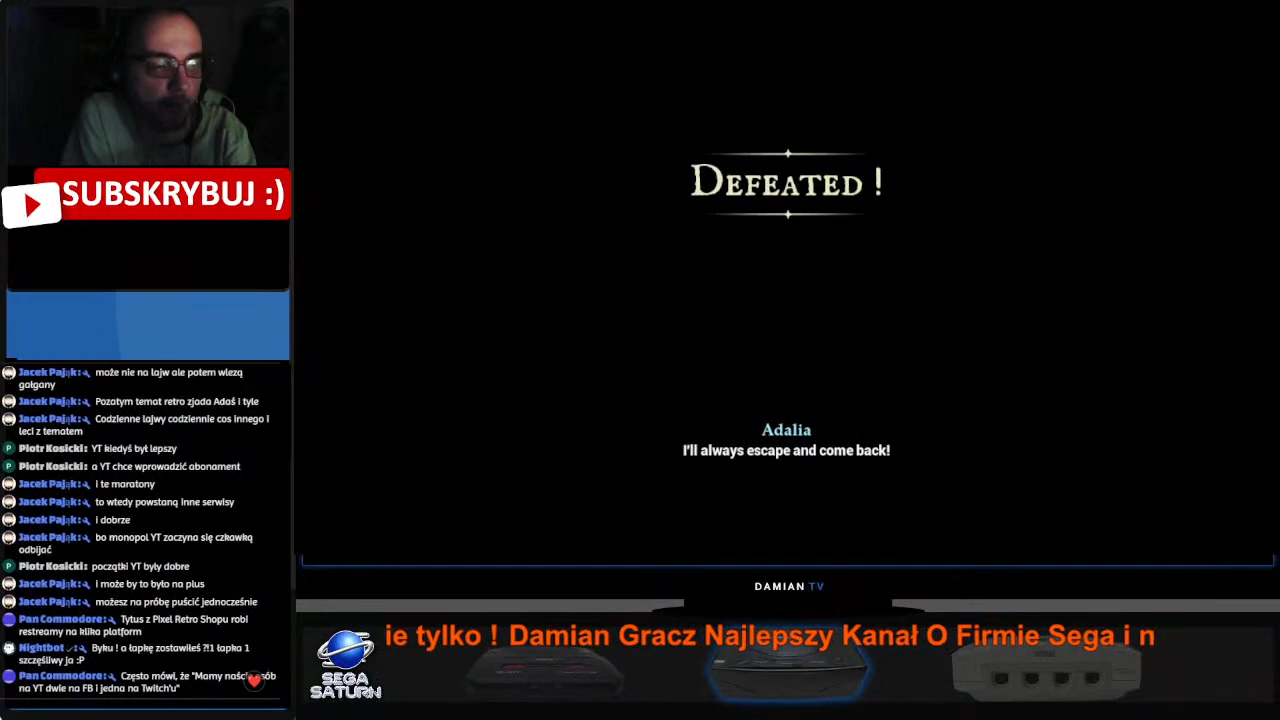 SUBSKRYBUJ :)
Jacek Pająk: może nie na lajw ale potem wlezą
gałgany
Jacek Pająk: Pozatym temat retro zjada Adaś i tyle
Jacek Pająk: Codzienne lajwy codziennie cos innego i
leci z tematem
P Piotr Kosicki: YT kiedyś był lepszy
P Piotr Kosicki: a YT chce wprowadzić abonament
Jacek Pająk: i te maratony
Jacek Pająk: to wtedy powstaną inne serwisy
Jacek Pająk: i dobrze
Jacek Pająk: bo monopol YT zaczyna się czkawką
odbijać
P Piotr Kosicki: początki YT były dobre
Jacek Pająk: I może by to było na plus
Jacek Pająk: możesz na próbę puścić jednocześnie
Pan Commodore: Tytus z Pixel Retro Shopu robi
restreamy na klika platform
Nightbot: Byku ! a łapkę zostawiłeś ?!1 łapka 1
szczęśliwy ja :P
Pan Commodore: Często mówi, że "Mamy naście osób
na YT dwie na FB i jedna na Twitch'u"
DEFEATED !
Adalia
I'll always escape and come back!
DAMIAN TV
SEGA
SATURN
ie tylko ! Damian Gracz Najlepszy Kanał O Firmie Sega i n